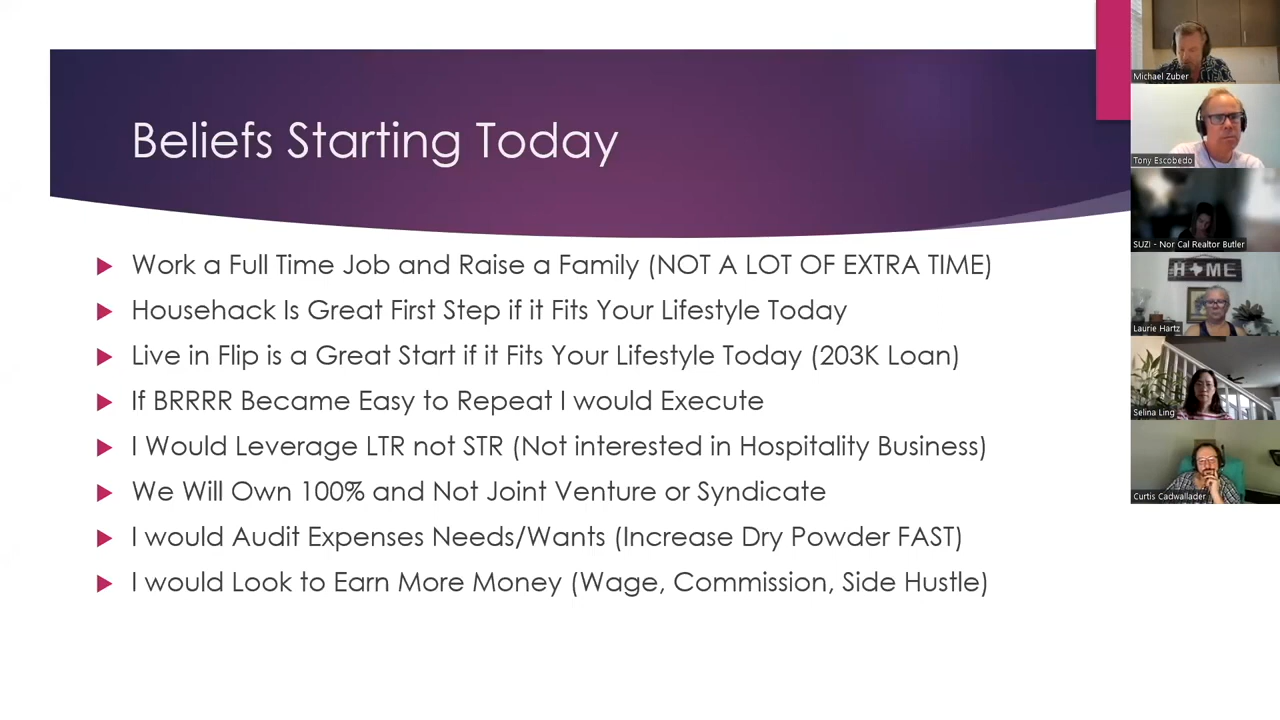 Beliefs Starting Today
Work a Full Time Job and Raise a Family (NOT A LOT OF EXTRA TIME)
Househack Is Great First Step if it Fits Your Lifestyle Today
Live in Flip is a Great Start if it Fits Your Lifestyle Today (203K Loan)
If BRRRR Became Easy to Repeat I would Execute
I Would Leverage LTR not STR (Not interested in Hospitality Business)
We Will Own 100% and Not Joint Venture or Syndicate
I would Audit Expenses Needs/Wants (Increase Dry Powder FAST)
I would Look to Earn More Money (Wage, Commission, Side Hustle)
Michael Zuber
Tony Escobedo
SUZI - Nor Cal Realtor Butler
HOME
Laurie Hartz
Selina Ling
Curtis Cadwallader